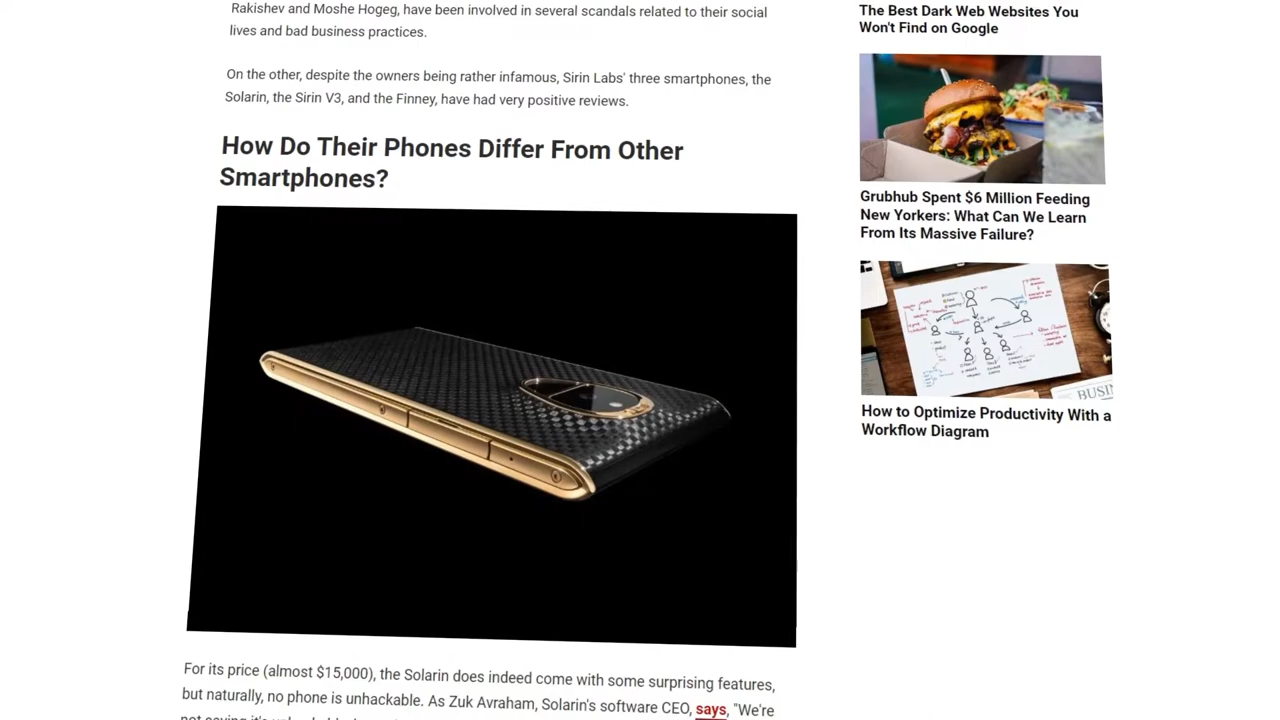 Rakishev and Moshe Hogeg, have been involved in several scandals related to their social
lives and bad business practices.
On the other, despite the owners being rather infamous, Sirin Labs' three smartphones, the
Solarin, the Sirin V3, and the Finney, have had very positive reviews.
How Do Their Phones Differ From Other
Smartphones?
For its price (almost $15,000), the Solarin does indeed come with some surprising features,
but naturally, no phone is unhackable. As Zuk Avraham, Solarin's software CEO, says, "We're
The Best Dark Web Websites You
Won't Find on Google
Grubhub Spent $6 Million Feeding
New Yorkers: What Can We Learn
From Its Massive Failure?
BUSIN
How to Optimize Productivity With a
Workflow Diagram